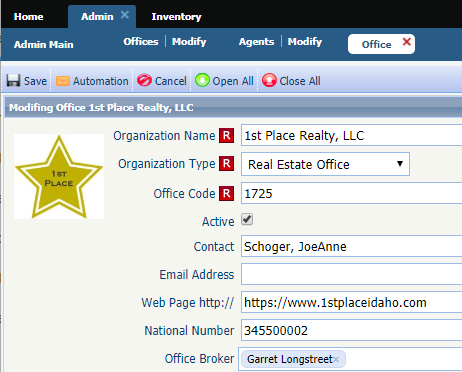 Home Admin Inventory
Admin Main Offices Modify Agents Modify Office
Save Automation Cancel Open All Close All
Modifing Office 1st Place Realty, LLC
1ST
PLACE
Organization Name R 1st Place Realty, LLC
Organization Type R Real Estate Office
Office Code R 1725
Active
Contact Schoger, JoeAnne
Email Address
Web Page http:// https://www.1stplaceidaho.com
National Number 345500002
Office Broker Garret Longstreet